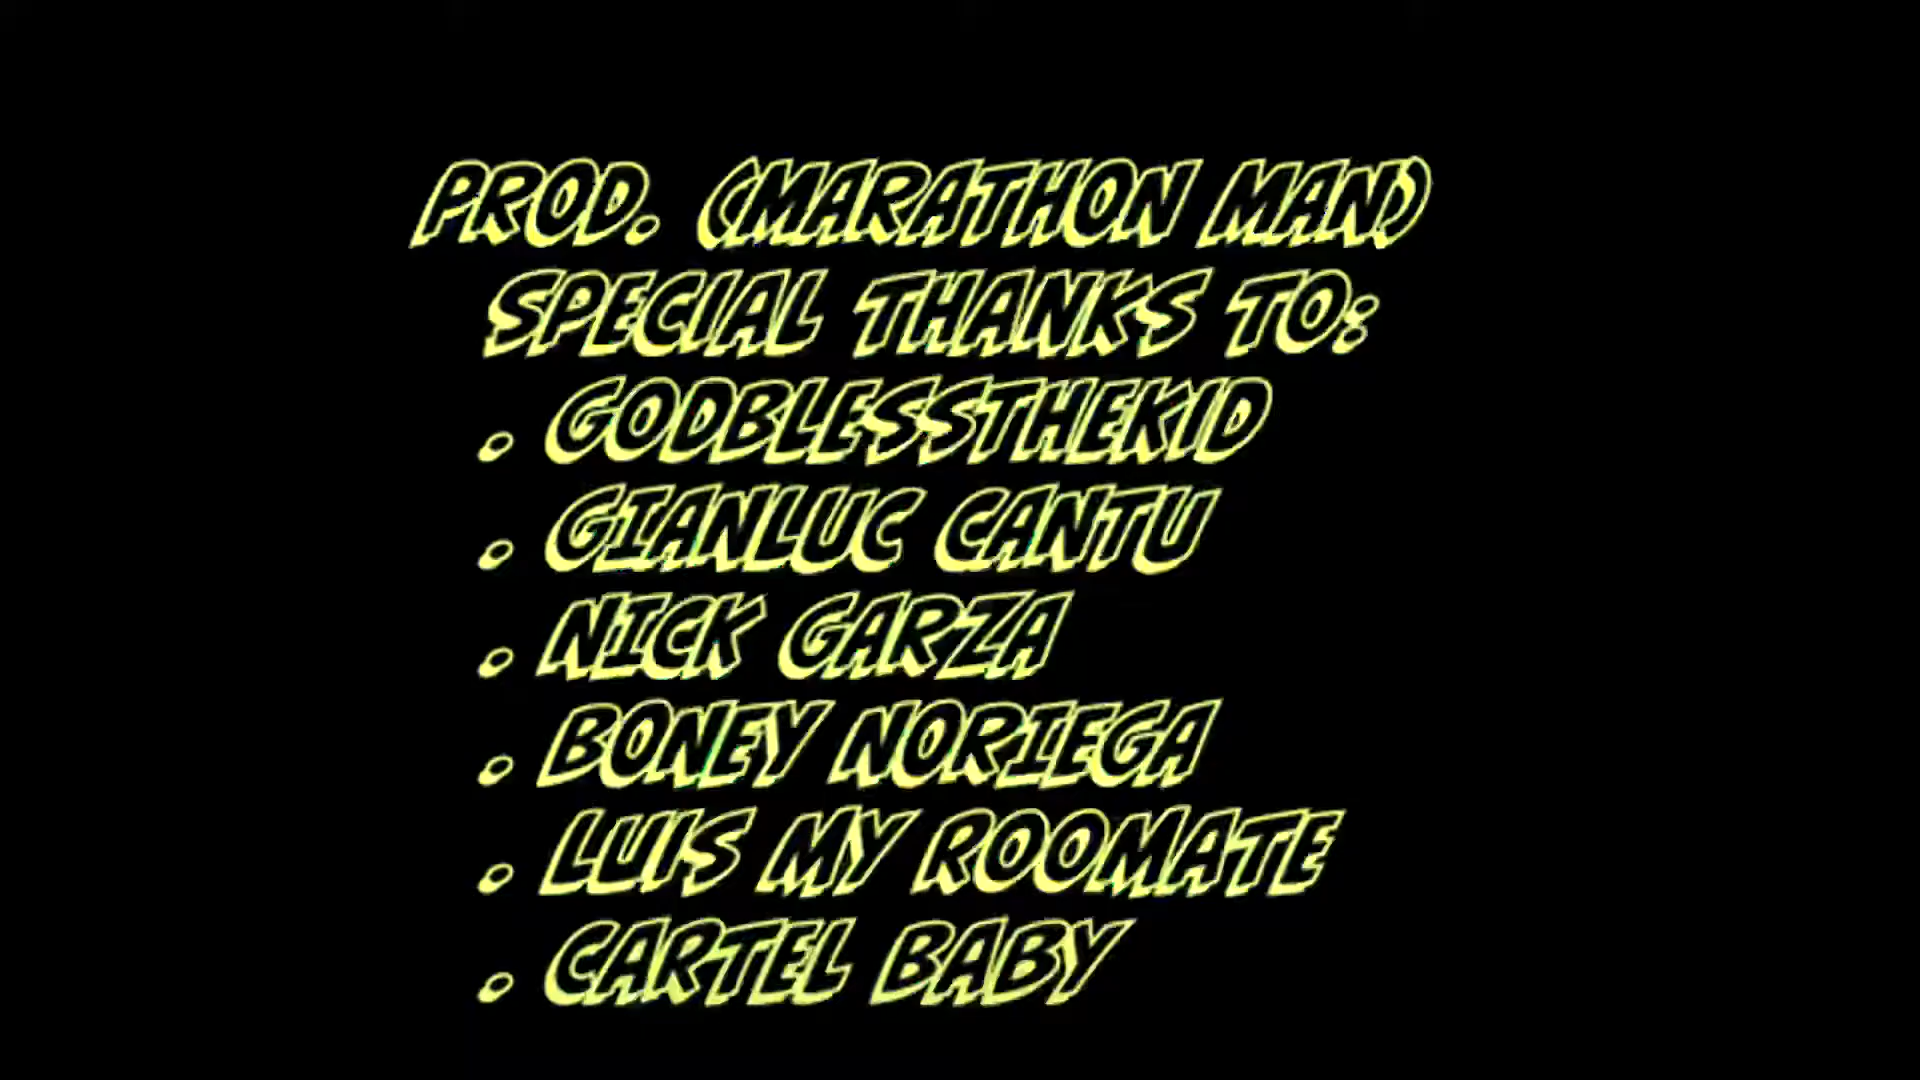 PROD. (MARATHON MAN)
SPECIAL THANKS TO:
. GODBLESSTHEKID
. GIANLUC CANTU
. NICK GARZA
. BONEY NORIEGA
. LUIS MY ROOMATE
. CARTEL BABY